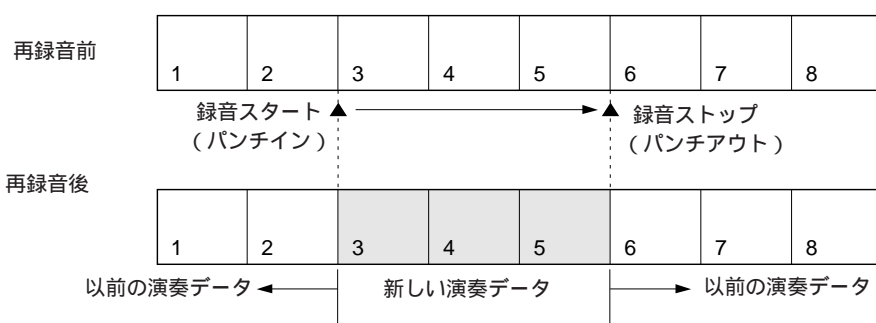 再録音前
1 2 3 4 5 6 7 8
録音スタート
(パンチイン)
録音ストップ
(パンチアウト)
再録音後
1 2 3 4 5 6 7 8
以前の演奏データ 新しい演奏データ 以前の演奏データ